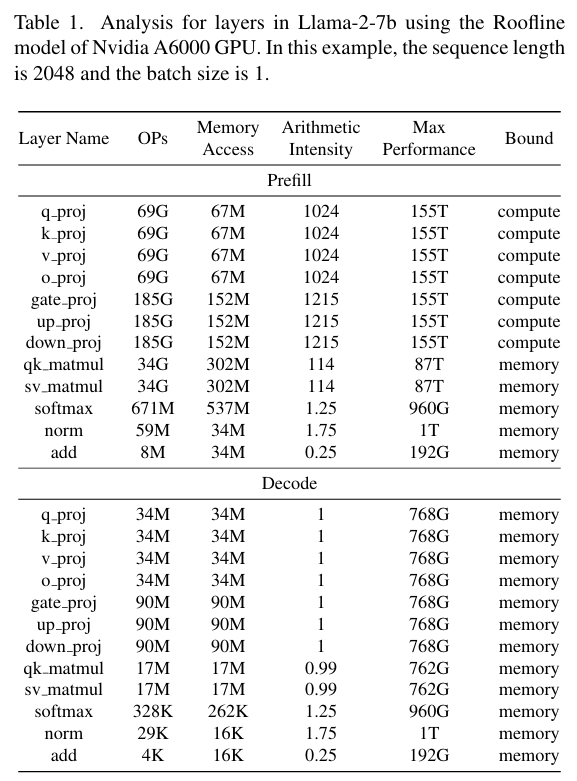 Table 1. Analysis for layers in Llama-2-7b using the Roofline
model of Nvidia A6000 GPU. In this example, the sequence length
is 2048 and the batch size is 1.
Layer Name OPs Memory Access Arithmetic Intensity Max Performance Bound
Prefill
q_proj 69G 67M 1024 155T compute
k_proj 69G 67M 1024 155T compute
v_proj 69G 67M 1024 155T compute
o_proj 69G 67M 1024 155T compute
gate_proj 185G 152M 1215 155T compute
up_proj 185G 152M 1215 155T compute
down_proj 185G 152M 1215 155T compute
qk_matmul 34G 302M 114 87T memory
sv_matmul 34G 302M 114 87T memory
softmax 671M 537M 1.25 960G memory
norm 59M 34M 1.75 1T memory
add 8M 34M 0.25 192G memory
Decode
q_proj 34M 34M 1 768G memory
k_proj 34M 34M 1 768G memory
v_proj 34M 34M 1 768G memory
o_proj 34M 34M 1 768G memory
gate_proj 90M 90M 1 768G memory
up_proj 90M 90M 1 768G memory
down_proj 90M 90M 1 768G memory
qk_matmul 17M 17M 0.99 762G memory
sv_matmul 17M 17M 0.99 762G memory
softmax 328K 262K 1.25 960G memory
norm 29K 16K 1.75 1T memory
add 4K 16K 0.25 192G memory